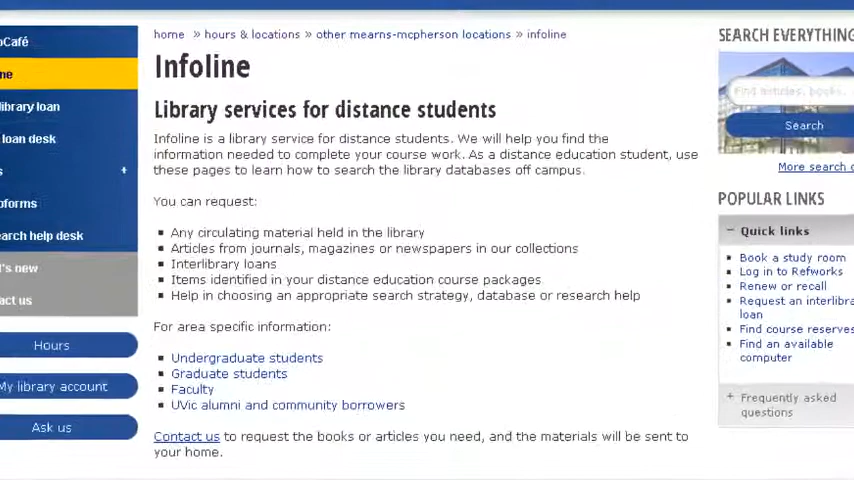 home » hours & locations » other mearns-mcpherson locations » infoline
Infoline
Library services for distance students
Infoline is a library service for distance students. We will help you find the
information needed to complete your course work. As a distance education student, use
these pages to learn how to search the library databases off campus.
You can request:
Any circulating material held in the library
Articles from journals, magazines or newspapers in our collections
Interlibrary loans
Items identified in your distance education course packages
Help in choosing an appropriate search strategy, database or research help
For area specific information:
Undergraduate students
Graduate students
Faculty
UVic alumni and community borrowers
Contact us to request the books or articles you need, and the materials will be sent to
your home.
library loan
loan desk
+
help desk
new
us
Hours
My library account
Ask us
SEARCH EVERYTHING
Find articles, books,
Search
More search
POPULAR LINKS
− Quick links
Book a study room
Log in to Refworks
Renew or recall
Request an
loan
Find course reserves
Find an available
computer
+ Frequently asked
questions